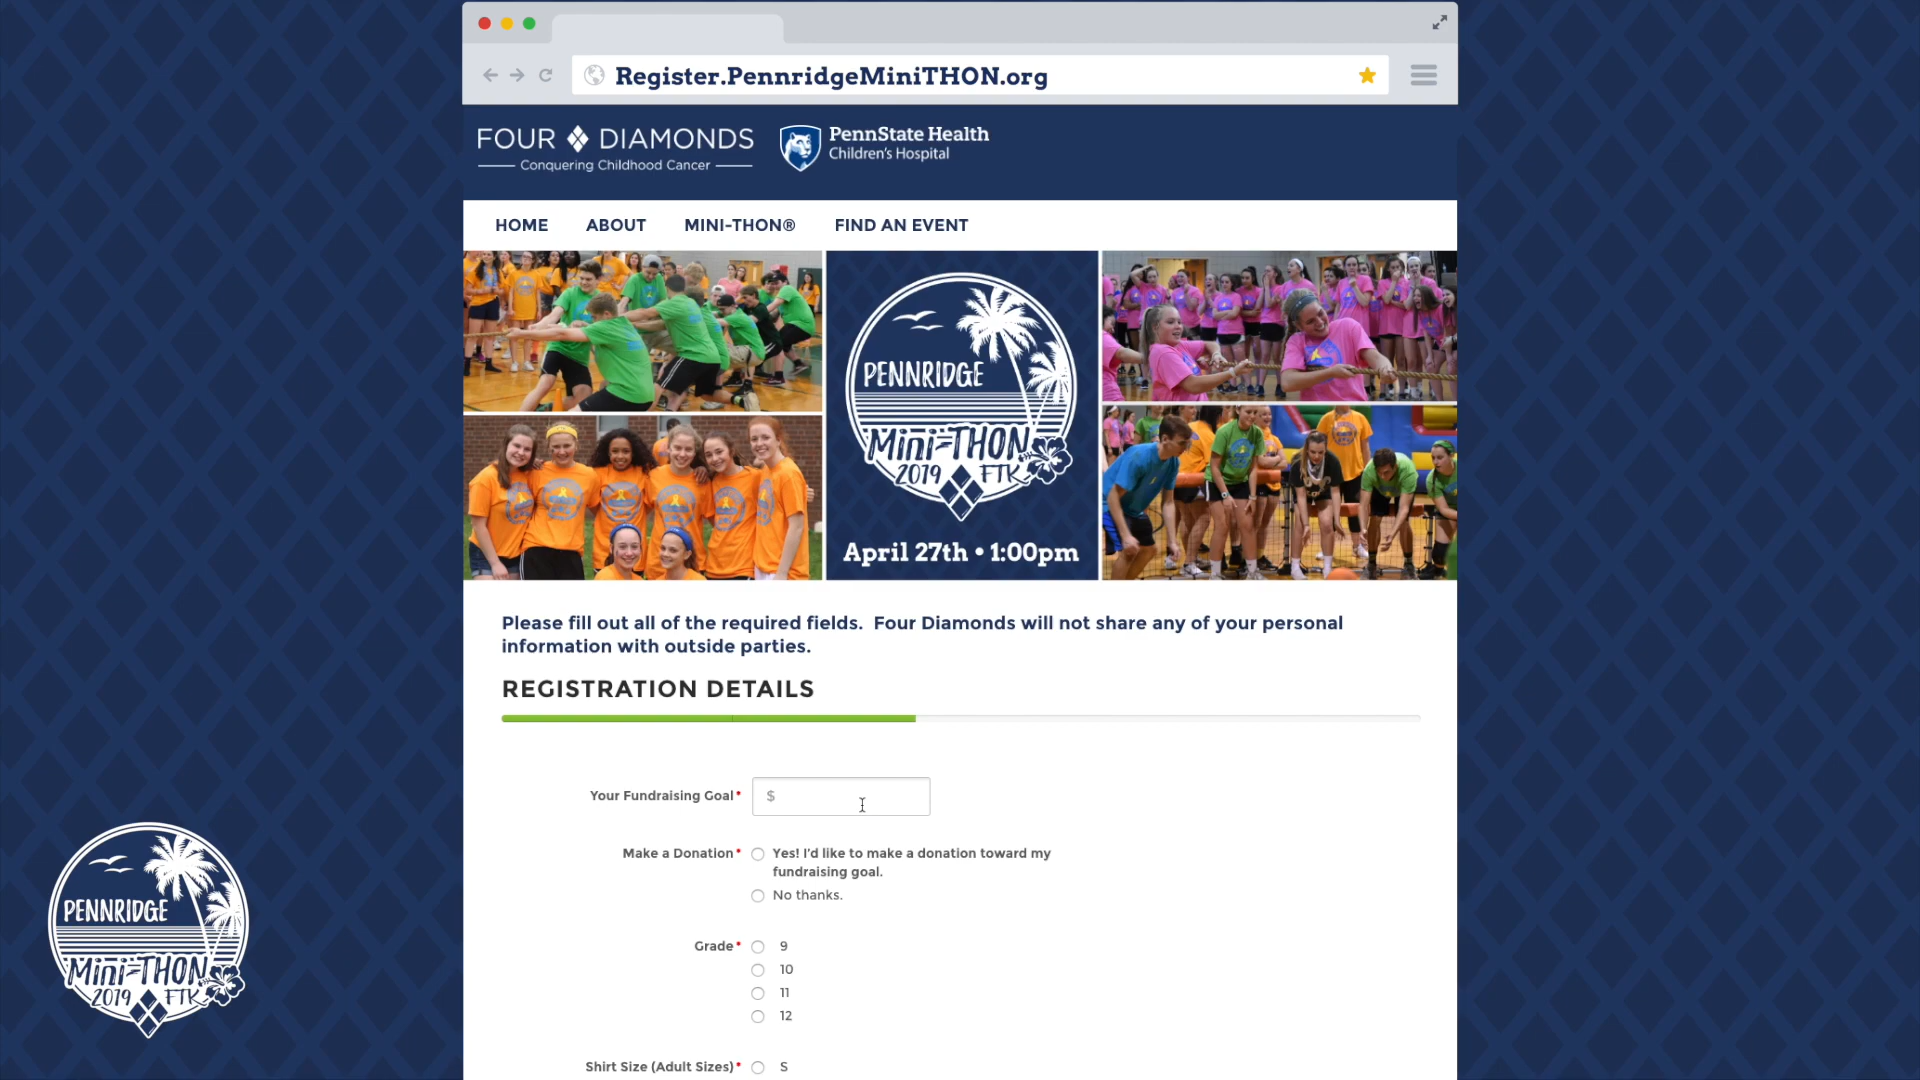 Register.PennridgeMiniTHON.org
FOUR DIAMONDS
Conquering Childhood Cancer
PennState Health
Children's Hospital
HOME ABOUT MINI-THON® FIND AN EVENT
PENNRIDGE
Mini-THON
2019 FTK
April 27th • 1:00pm
Please fill out all of the required fields. Four Diamonds will not share any of your personal
information with outside parties.
REGISTRATION DETAILS
Your Fundraising Goal* $
Make a Donation* Yes! I'd like to make a donation toward my
fundraising goal.
No thanks.
Grade* 9
10
11
12
Shirt Size (Adult Sizes)* S
PENNRIDGE
Mini-THON
2019 FTK